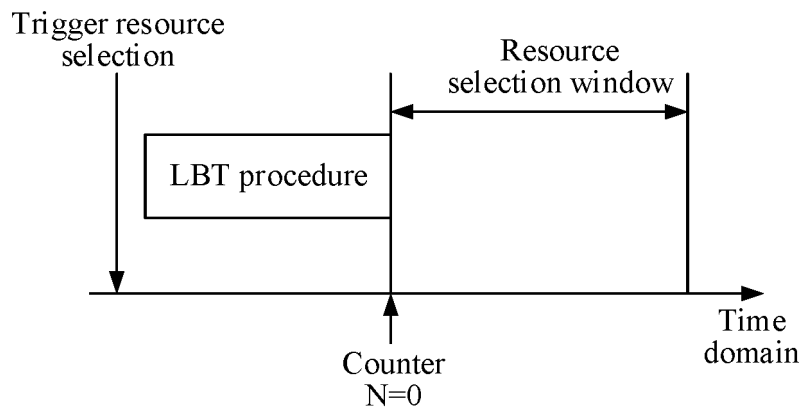 Trigger resource
selection
Resource
selection window
LBT procedure
Time
domain
Counter
N=0